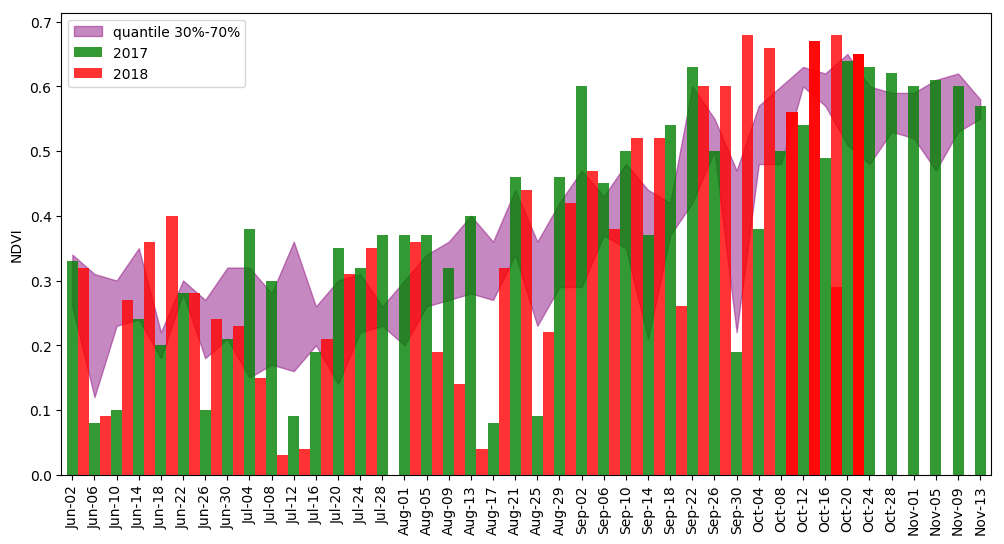 quantile 30%-70%
2017
2018
NDVI
0.7
0.6
0.5
0.4
0.3
0.2
0.1
0.0
Jun-02
Jun-06
Jun-10
Jun-14
Jun-18
Jun-22
Jun-26
Jun-30
Jul-04
Jul-08
Jul-12
Jul-16
Jul-20
Jul-24
Jul-28
Aug-01
Aug-05
Aug-09
Aug-13
Aug-17
Aug-21
Aug-25
Aug-29
Sep-02
Sep-06
Sep-10
Sep-14
Sep-18
Sep-22
Sep-26
Sep-30
Oct-04
Oct-08
Oct-12
Oct-16
Oct-20
Oct-24
Oct-28
Nov-01
Nov-05
Nov-09
Nov-13